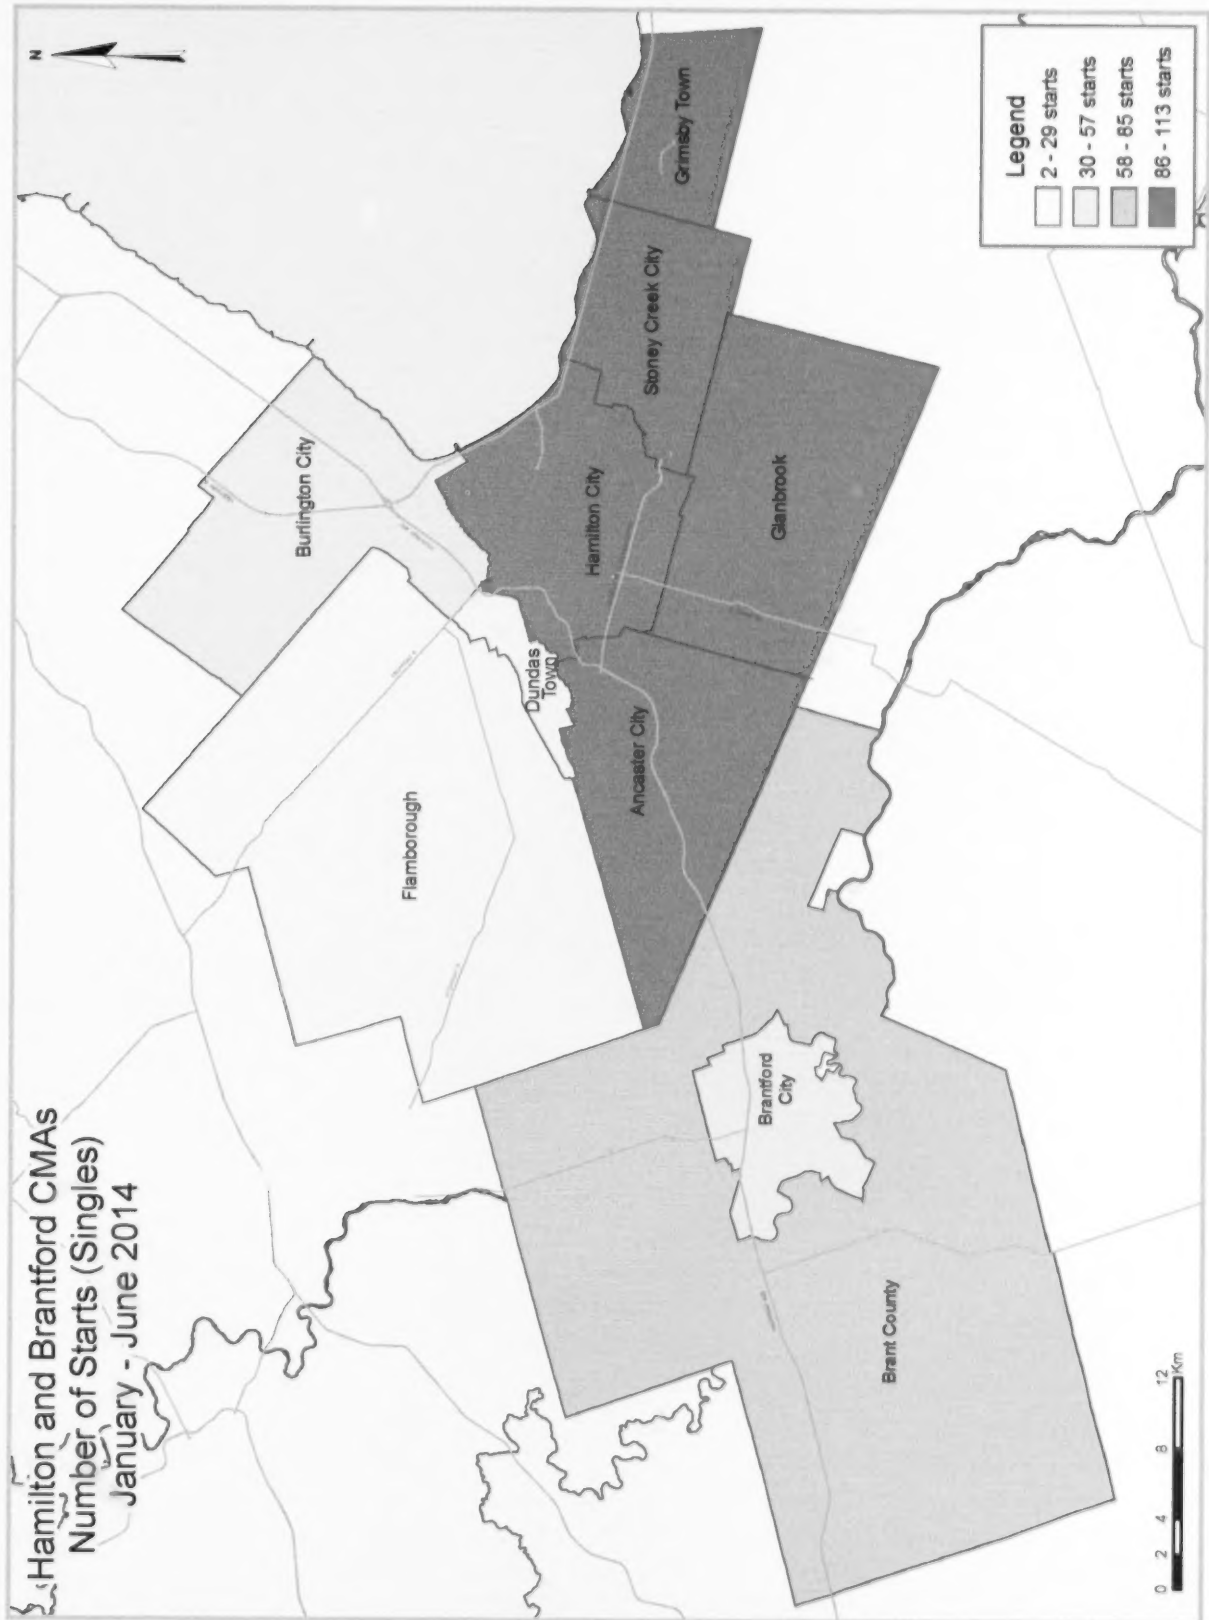 Hamilton and Brantford CMAs
Number of Starts (Singles)
January - June 2014
N
Burlington City
Flamborough
Dundas
Town
Hamilton City
Stoney Creek City
Grimsby Town
Ancaster City
Glanbrook
Brantford
City
Brant County
Legend
2 - 29 starts
30 - 57 starts
58 - 85 starts
86 - 113 starts
0 2 4 8 12
Km